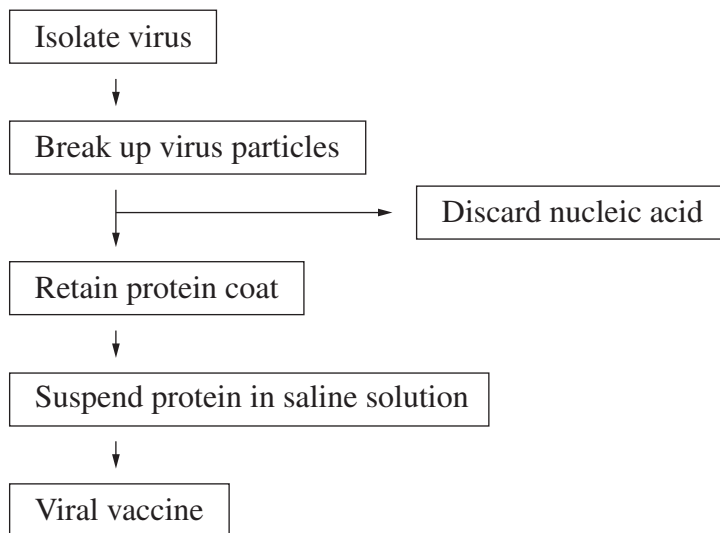 Isolate virus
Break up virus particles
Discard nucleic acid
Retain protein coat
Suspend protein in saline solution
Viral vaccine